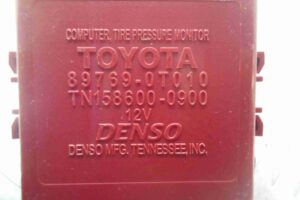 COMPUTER, TIRE PRESSURE MONITOR
TOYOTA
89769-0T010
TN158600-0900
12V
DENSO
DENSO MFG. TENNESSEE, INC.